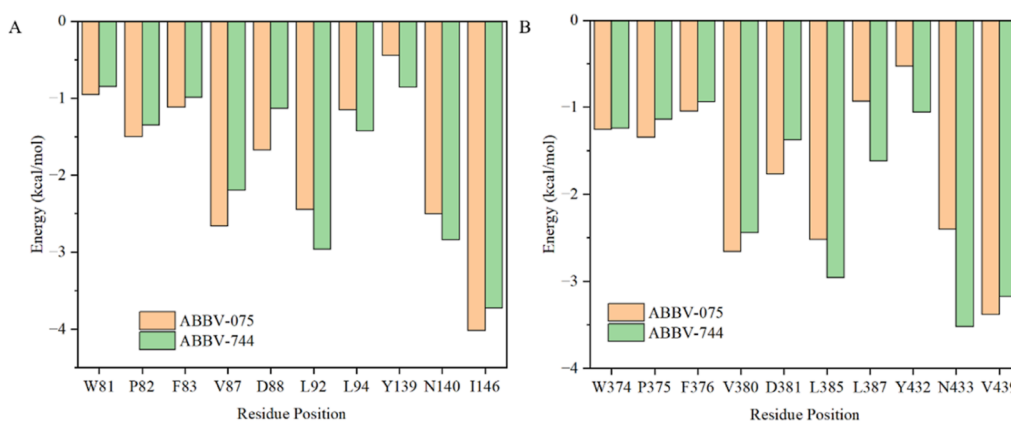 A
0
−1
−2
−3
−4
Energy (kcal/mol)
ABBV-075
ABBV-744
W81 P82 F83 V87 D88 L92 L94 Y139 N140 I146
Residue Position
B
0
−1
−2
−3
−4
Energy (kcal/mol)
ABBV-075
ABBV-744
W374 P375 F376 V380 D381 L385 L387 Y432 N433 V439
Residue Position